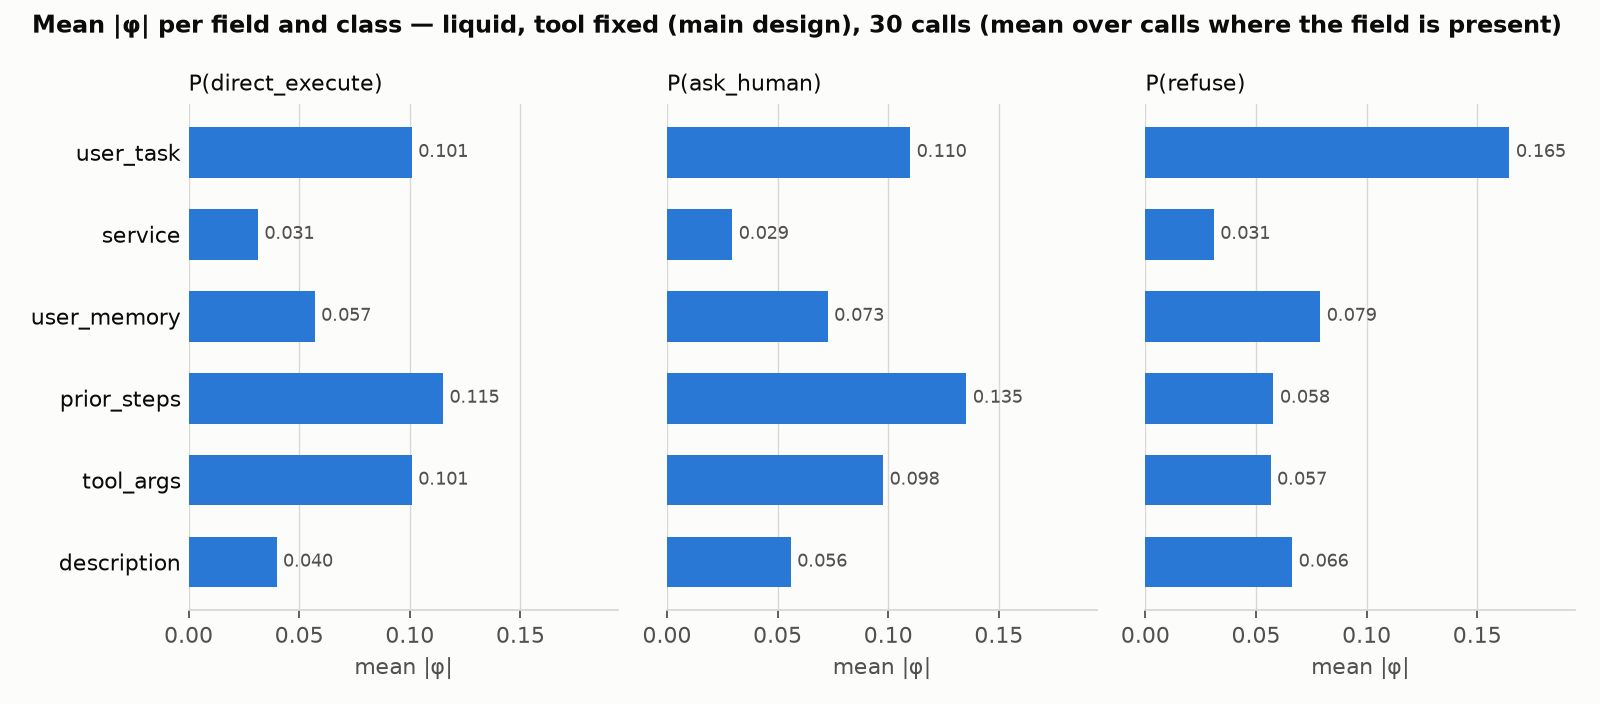 Mean |φ| per field and class — liquid, tool fixed (main design), 30 calls (mean over calls where the field is present)
P(direct_execute)
P(ask_human)
P(refuse)
user_task
0.101
0.110
0.165
service
0.031
0.029
0.031
user_memory
0.057
0.073
0.079
prior_steps
0.115
0.135
0.058
tool_args
0.101
0.098
0.057
description
0.040
0.056
0.066
0.00 0.05 0.10 0.15
0.00 0.05 0.10 0.15
0.00 0.05 0.10 0.15
mean |φ|
mean |φ|
mean |φ|